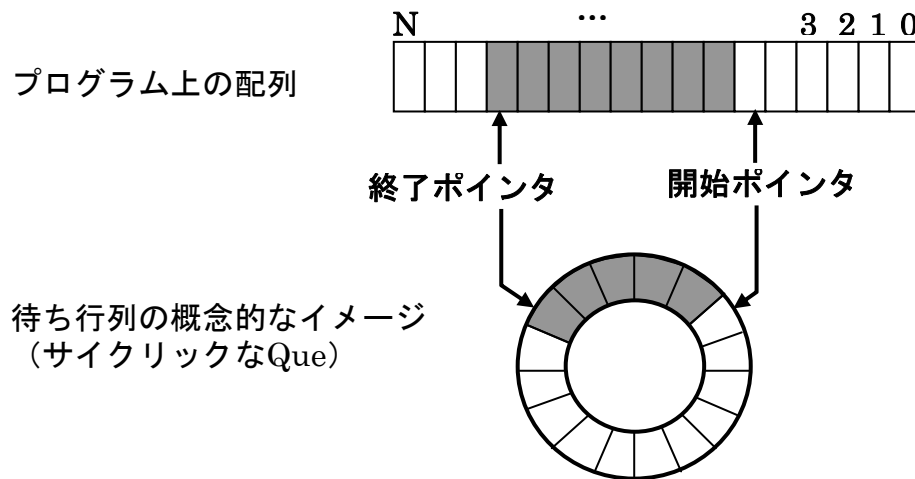 N … 3 2 1 0
プログラム上の配列
終了ポインタ 開始ポインタ
待ち行列の概念的なイメージ
（サイクリックなQue）